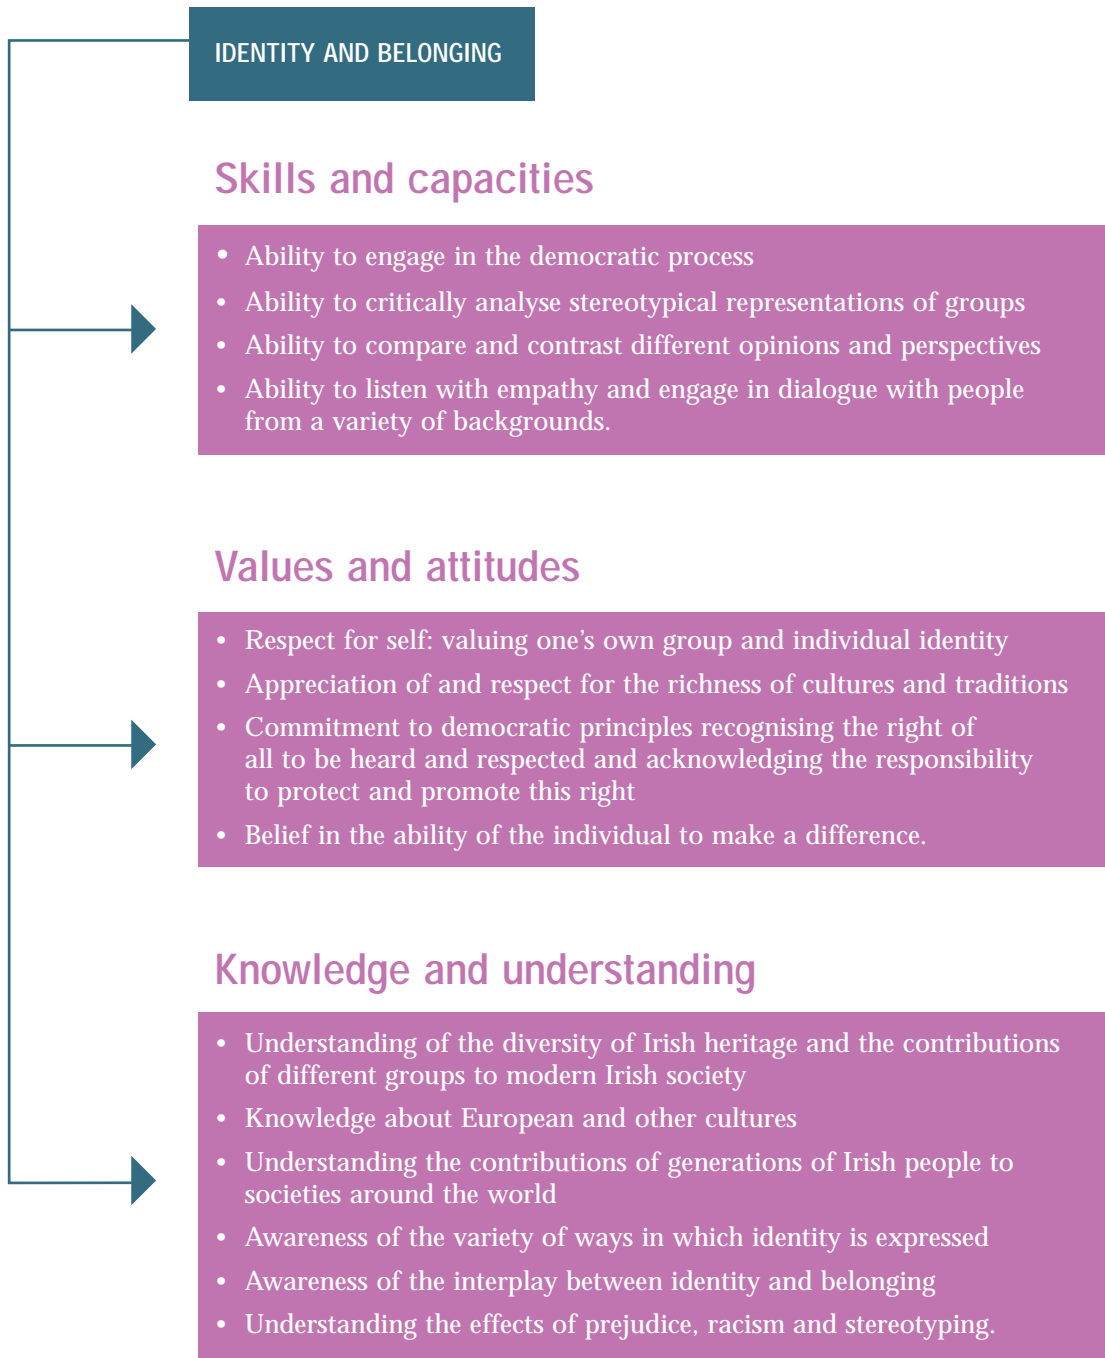 IDENTITY AND BELONGING
Skills and capacities
• Ability to engage in the democratic process
• Ability to critically analyse stereotypical representations of groups
• Ability to compare and contrast different opinions and perspectives
• Ability to listen with empathy and engage in dialogue with people
from a variety of backgrounds.
Values and attitudes
• Respect for self: valuing one’s own group and individual identity
• Appreciation of and respect for the richness of cultures and traditions
• Commitment to democratic principles recognising the right of
all to be heard and respected and acknowledging the responsibility
to protect and promote this right
• Belief in the ability of the individual to make a difference.
Knowledge and understanding
• Understanding of the diversity of Irish heritage and the contributions
of different groups to modern Irish society
• Knowledge about European and other cultures
• Understanding the contributions of generations of Irish people to
societies around the world
• Awareness of the variety of ways in which identity is expressed
• Awareness of the interplay between identity and belonging
• Understanding the effects of prejudice, racism and stereotyping.